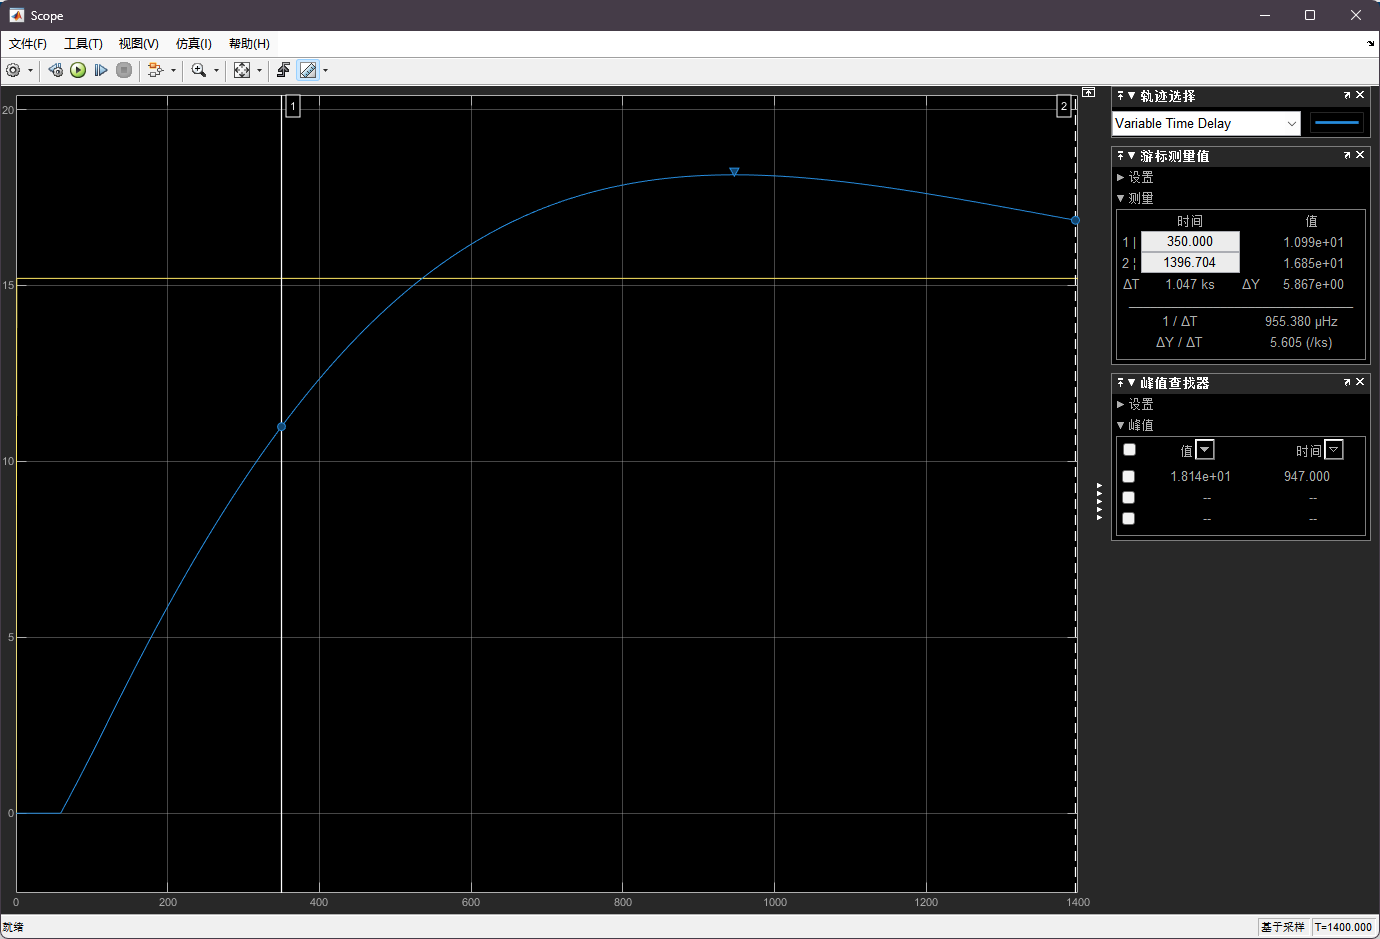 Scope
文件(F) 工具(T) 视图(V) 仿真(I) 帮助(H)
1
2
20
15
10
5
0
0 200 400 600 800 1000 1200 1400
轨迹选择
Variable Time Delay
游标测量值
设置
测量
时间 值
1 350.000 1.099e+01
2 1396.704 1.685e+01
ΔT 1.047 ks ΔY 5.867e+00
1 / ΔT 955.380 µHz
ΔY / ΔT 5.605 (/ks)
峰值查找器
设置
峰值
值 时间
1.814e+01 947.000
-- --
-- --
就绪 基于采样 T=1400.000